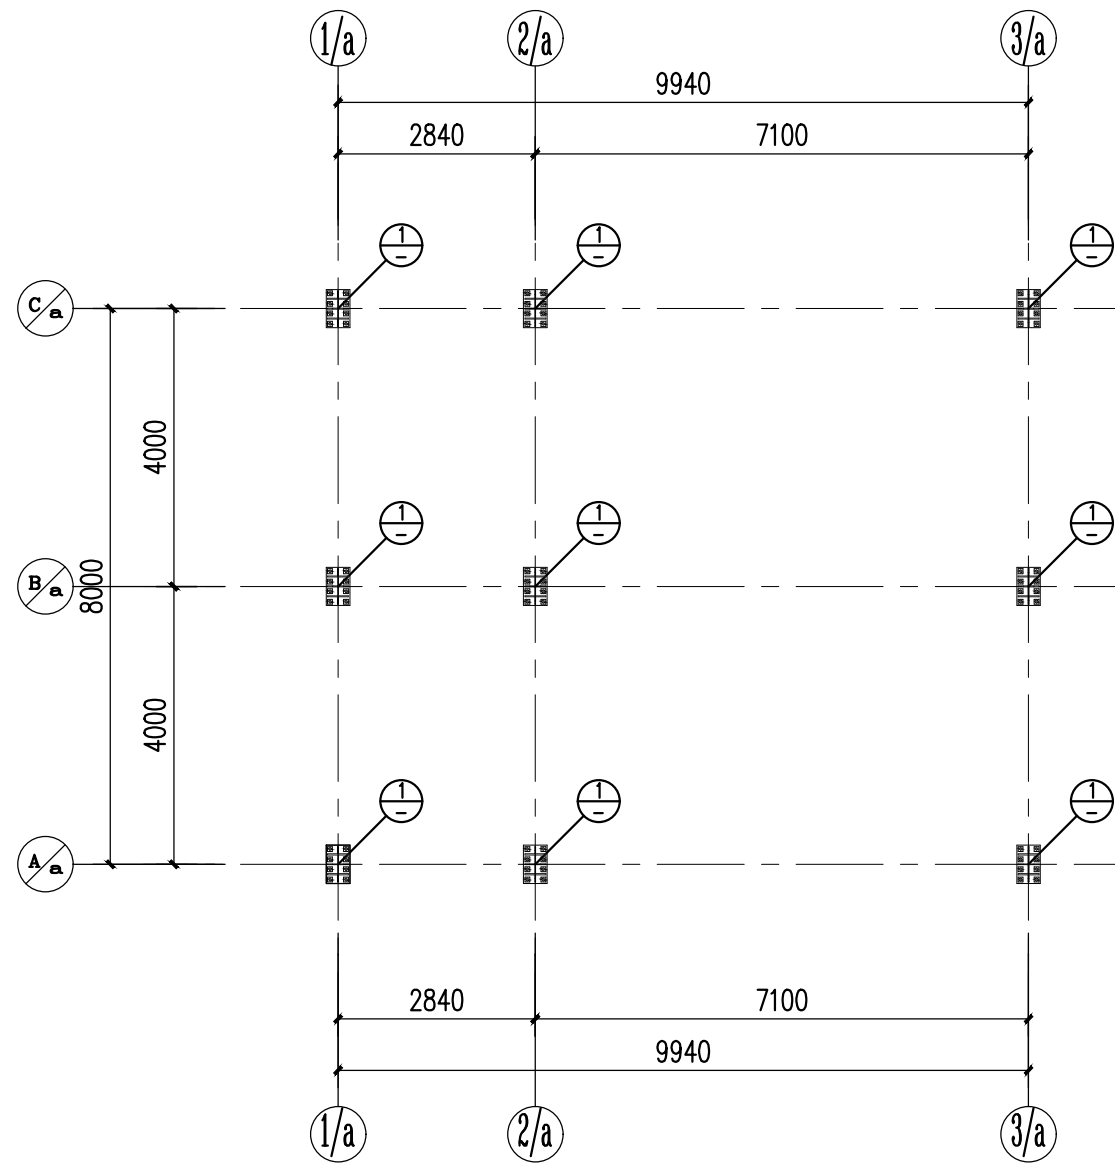 1/a 2/a 3/a
9940
2840 7100
1 1 1
– – –
C/a
4000
1 1 1
– – –
B/a
8000
4000
1 1 1
– – –
A/a
2840 7100
9940
1/a 2/a 3/a